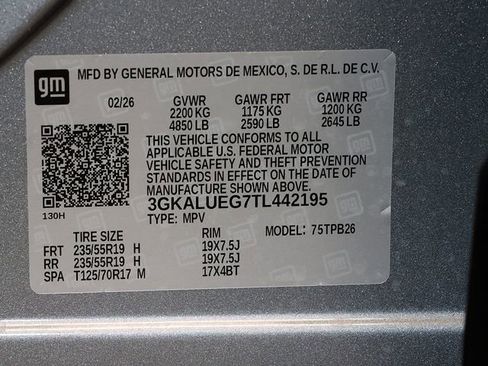 gm
MFD BY GENERAL MOTORS DE MEXICO, S. DE R.L. DE C.V.
02/26 GVWR GAWR FRT GAWR RR
2200 KG 1175 KG 1200 KG
4850 LB 2590 LB 2645 LB
THIS VEHICLE CONFORMS TO ALL
APPLICABLE U.S. FEDERAL MOTOR
VEHICLE SAFETY AND THEFT PREVENTION
STANDARDS IN EFFECT ON THE DATE OF
MANUFACTURE SHOWN ABOVE.
3GKALUEG7TL442195
130H
TYPE: MPV MODEL: 75TPB26
TIRE SIZE RIM
FRT 235/55R19 H 19X7.5J
RR 235/55R19 H 19X7.5J
SPA T125/70R17 M 17X4BT